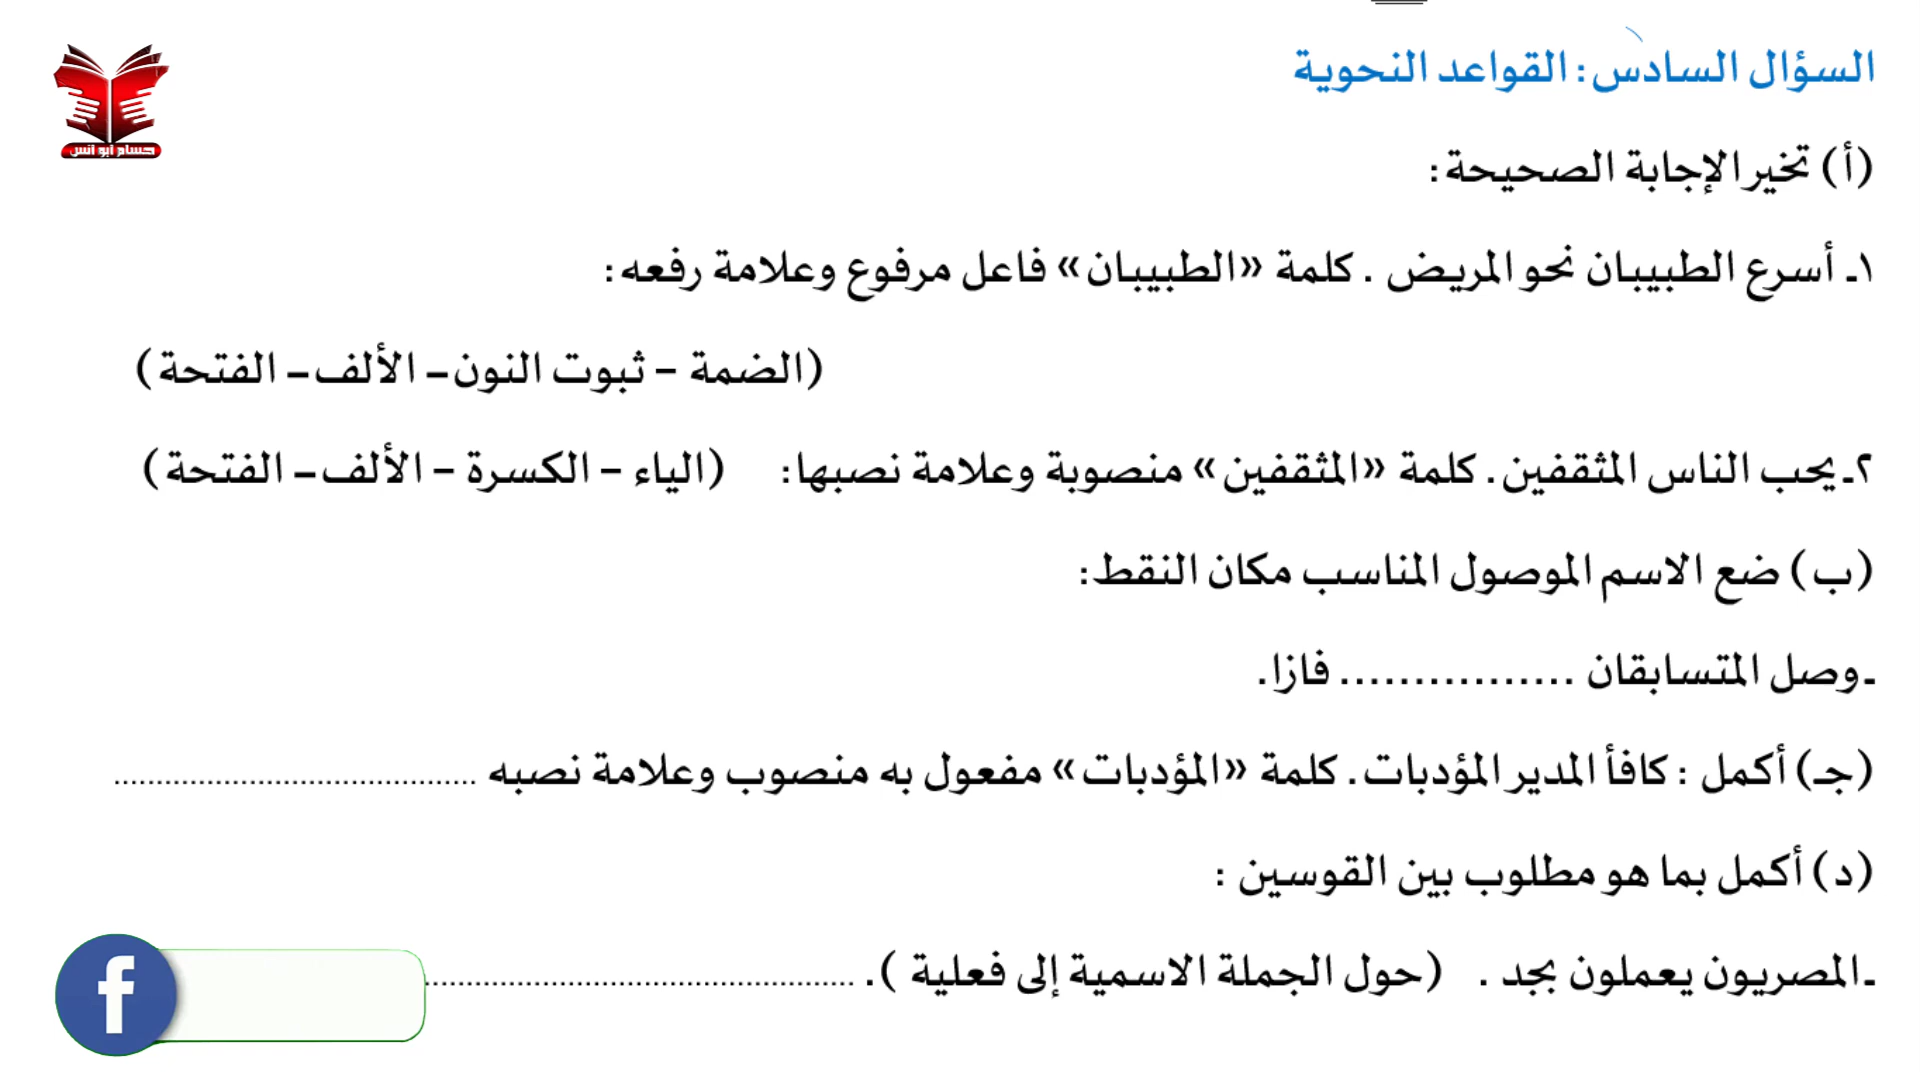 السؤال السادس : القواعد النحوية
حسام أبو أنس
(أ) تخير الإجابة الصحيحة :
١ـ أسرع الطبيبان نحو المريض . كلمة «الطبيبان» فاعل مرفوع وعلامة رفعه :
(الضمة – ثبوت النون – الألف – الفتحة)
٢ـ يحب الناس المثقفين . كلمة «المثقفين» منصوبة وعلامة نصبها : (الياء – الكسرة – الألف – الفتحة)
(ب) ضع الاسم الموصول المناسب مكان النقط :
ـ وصل المتسابقان ................ فازا .
(جـ) أكمل : كافأ المدير المؤدبات . كلمة «المؤدبات» مفعول به منصوب وعلامة نصبه ...........................................
(د) أكمل بما هو مطلوب بين القوسين :
ـ المصريون يعملون بجد . (حول الجملة الاسمية إلى فعلية ) . ..................................................
f